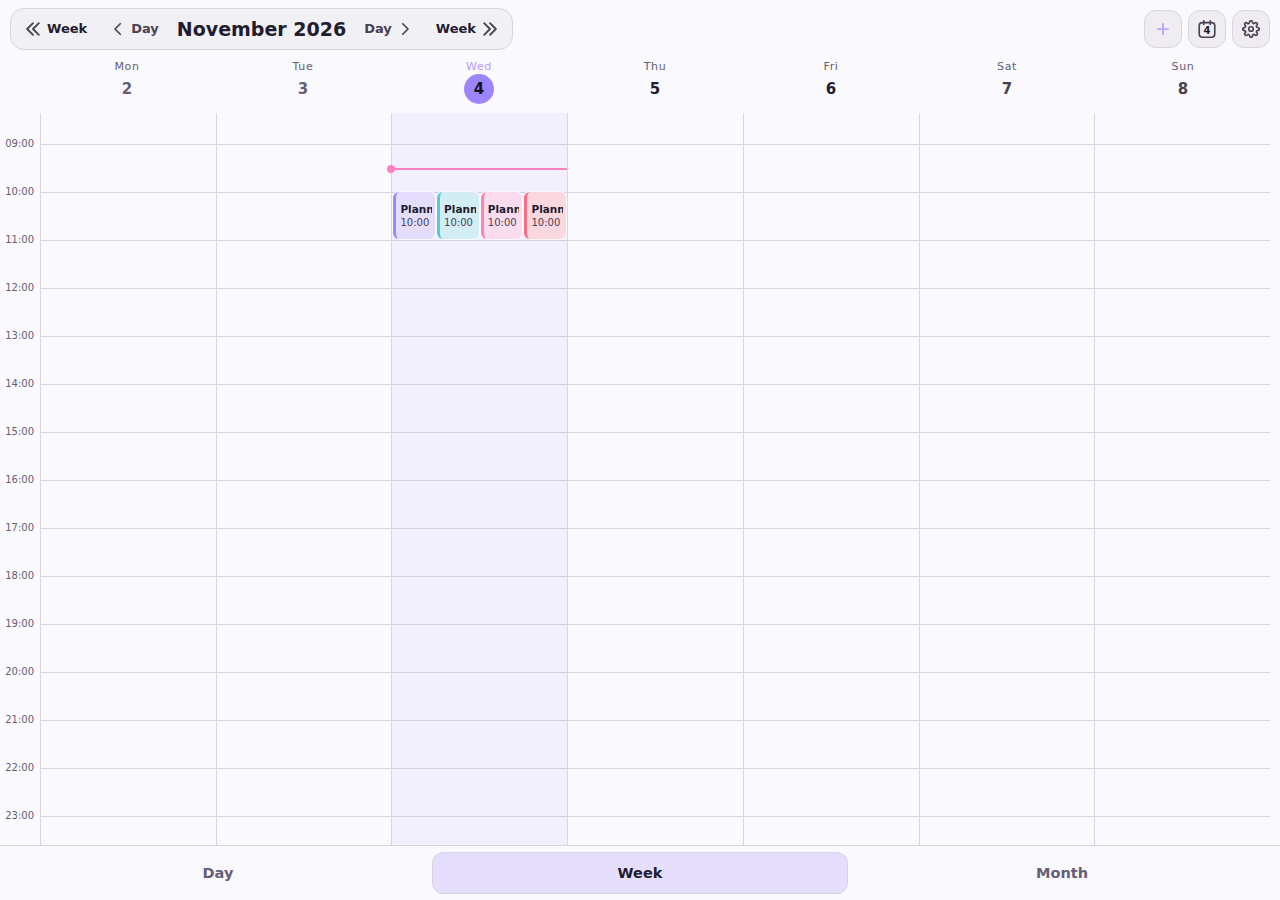 Week Day November 2026 Day Week 4
Mon Tue Wed Thu Fri Sat Sun
2 3 4 5 6 7 8
09:00
10:00
Plann Plann Plann Plann
10:00 10:00 10:00 10:00
11:00
12:00
13:00
14:00
15:00
16:00
17:00
18:00
19:00
20:00
21:00
22:00
23:00
Day Week Month